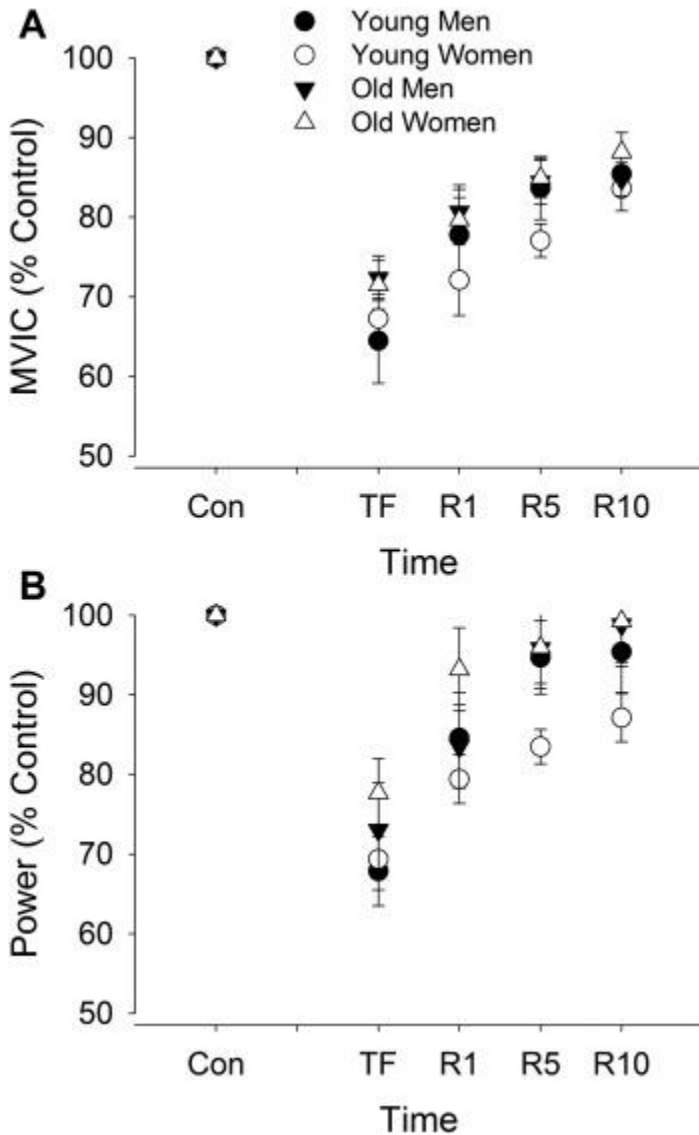 A
Young Men
Young Women
Old Men
Old Women
100
90
80
70
60
50
MVIC (% Control)
Con TF R1 R5 R10
Time
B
100
90
80
70
60
50
Power (% Control)
Con TF R1 R5 R10
Time